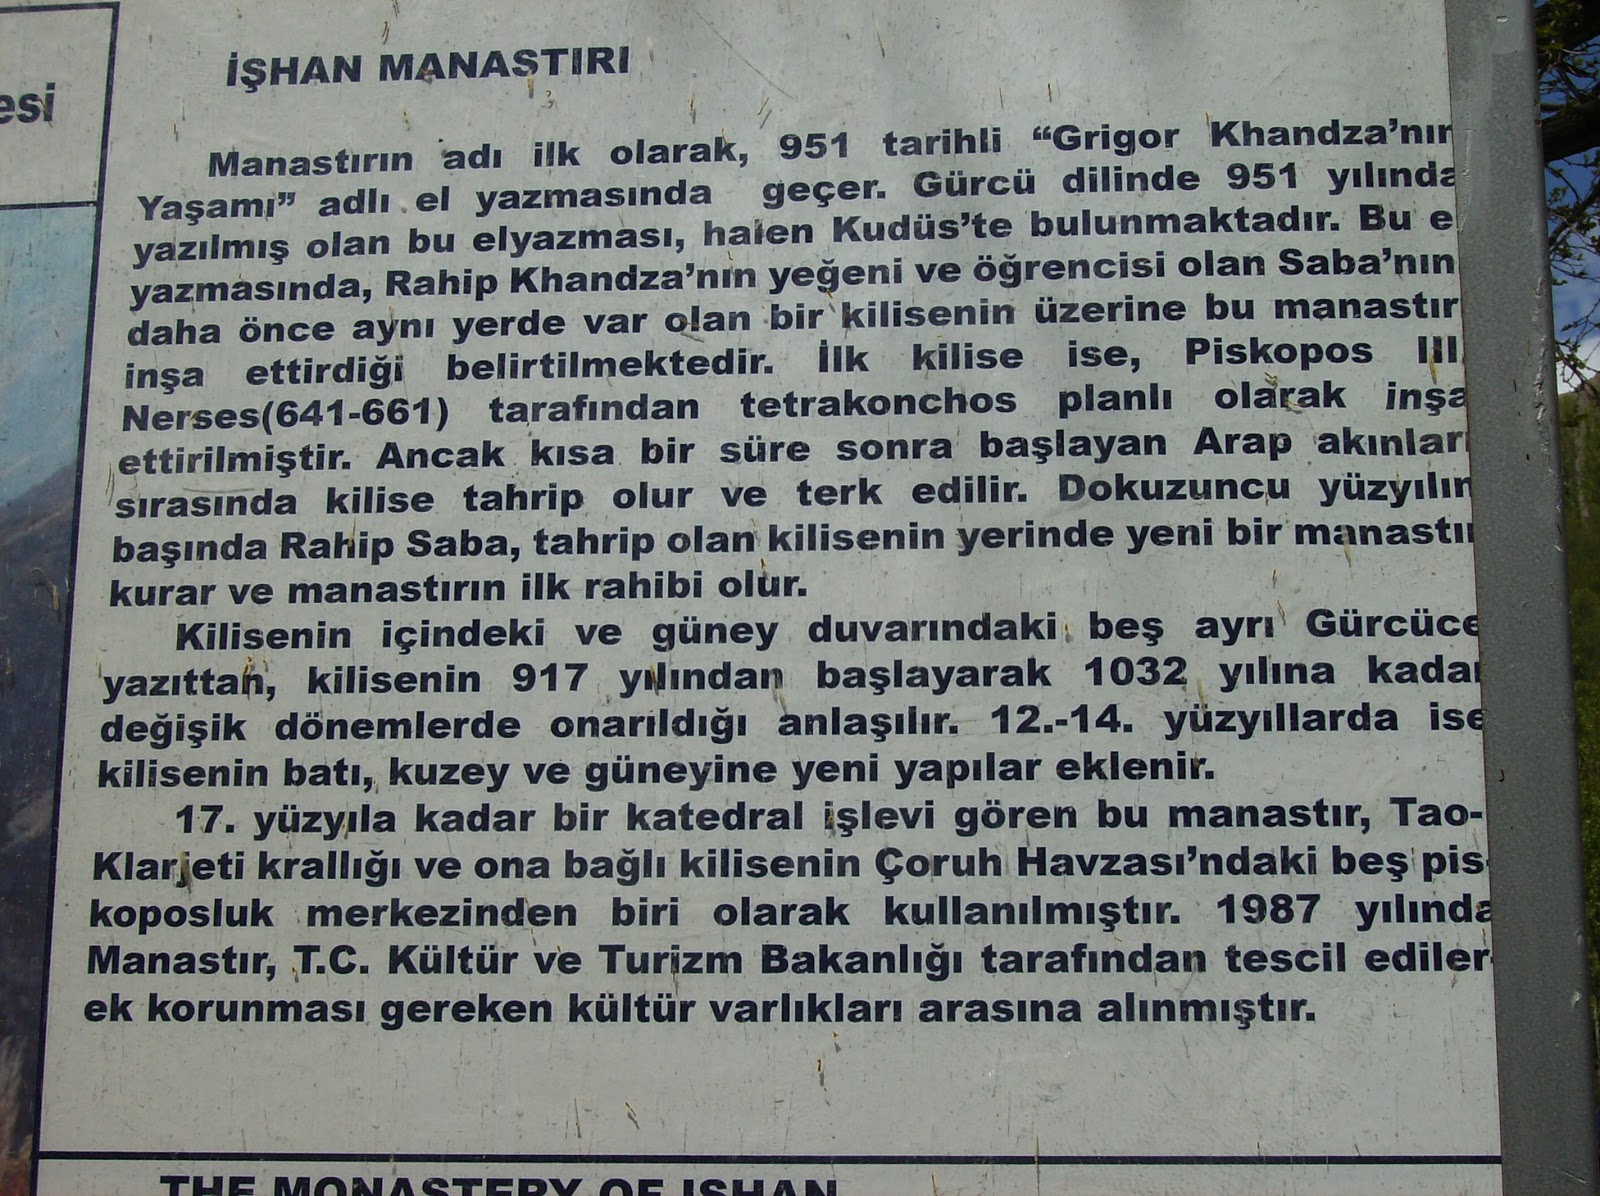 esi
İŞHAN MANASTIRI
Manastırın adı ilk olarak, 951 tarihli “Grigor Khandza’nın
Yaşamı” adlı el yazmasında geçer. Gürcü dilinde 951 yılında
yazılmış olan bu elyazması, halen Kudüs’te bulunmaktadır. Bu e
yazmasında, Rahip Khandza’nın yeğeni ve öğrencisi olan Saba’nın
daha önce aynı yerde var olan bir kilisenin üzerine bu manastır
inşa ettirdiği belirtilmektedir. İlk kilise ise, Piskopos III.
Nerses(641-661) tarafından tetrakonchos planlı olarak inşa
ettirilmiştir. Ancak kısa bir süre sonra başlayan Arap akınları
sırasında kilise tahrip olur ve terk edilir. Dokuzuncu yüzyılın
başında Rahip Saba, tahrip olan kilisenin yerinde yeni bir manastır
kurar ve manastırın ilk rahibi olur.
Kilisenin içindeki ve güney duvarındaki beş ayrı Gürcüce
yazıttan, kilisenin 917 yılından başlayarak 1032 yılına kadar
değişik dönemlerde onarıldığı anlaşılır. 12.-14. yüzyıllarda ise
kilisenin batı, kuzey ve güneyine yeni yapılar eklenir.
17. yüzyıla kadar bir katedral işlevi gören bu manastır, Tao-
Klarjeti krallığı ve ona bağlı kilisenin Çoruh Havzası’ndaki beş pis-
koposluk merkezinden biri olarak kullanılmıştır. 1987 yılında
Manastır, T.C. Kültür ve Turizm Bakanlığı tarafından tescil ediler-
ek korunması gereken kültür varlıkları arasına alınmıştır.
THE MONASTERY OF ISHAN